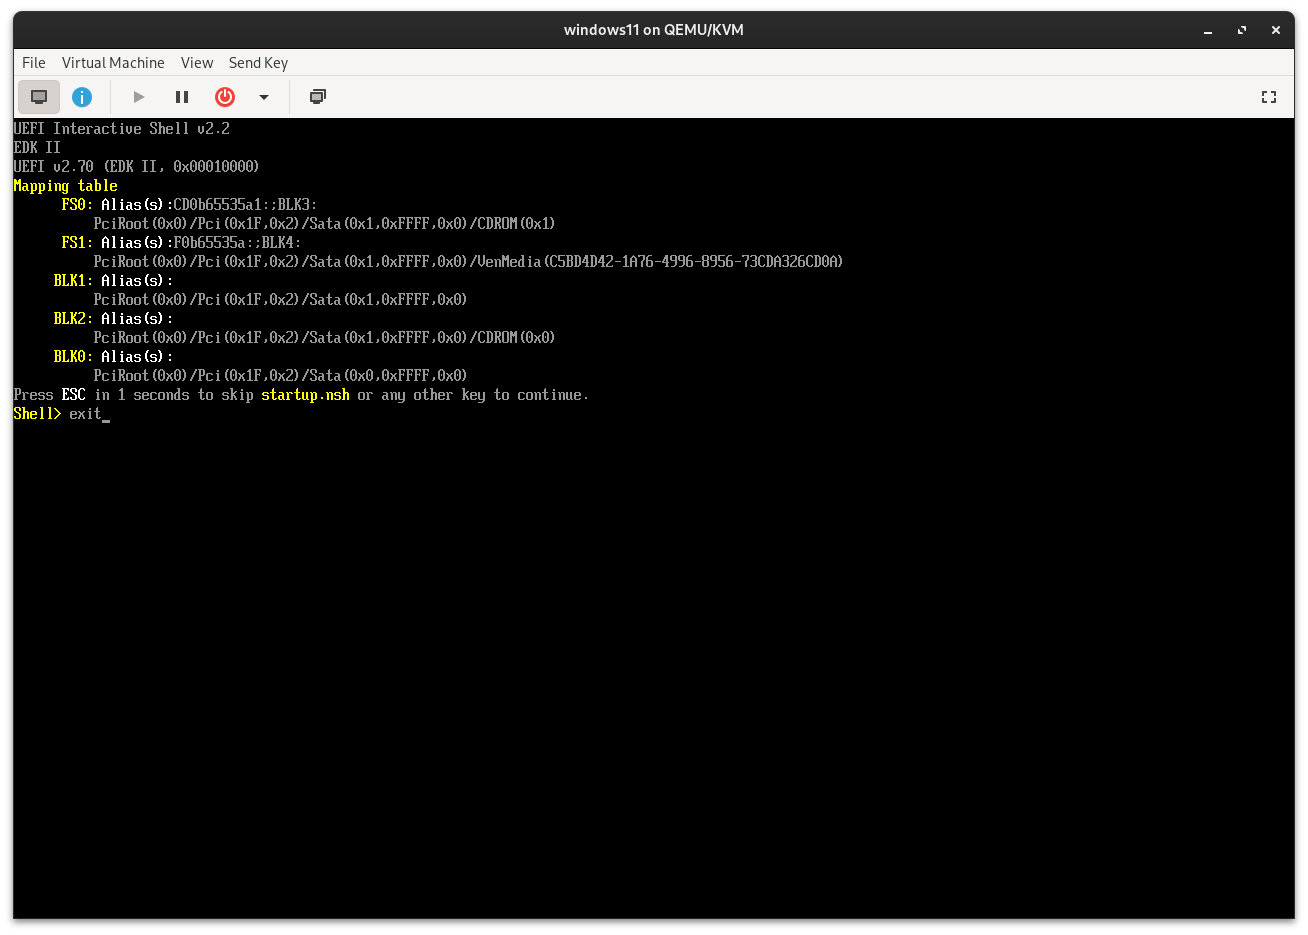 windows11 on QEMU/KVM
File Virtual Machine View Send Key
UEFI Interactive Shell v2.2
EDK II
UEFI v2.70 (EDK II, 0x00010000)
Mapping table
FS0: Alias(s):CD0b65535a1:;BLK3:
PciRoot(0x0)/Pci(0x1F,0x2)/Sata(0x1,0xFFFF,0x0)/CDROM(0x1)
FS1: Alias(s):F0b65535a:;BLK4:
PciRoot(0x0)/Pci(0x1F,0x2)/Sata(0x1,0xFFFF,0x0)/VenMedia(C5BD4D42-1A76-4996-8956-73CDA326CD0A)
BLK1: Alias(s):
PciRoot(0x0)/Pci(0x1F,0x2)/Sata(0x1,0xFFFF,0x0)
BLK2: Alias(s):
PciRoot(0x0)/Pci(0x1F,0x2)/Sata(0x1,0xFFFF,0x0)/CDROM(0x0)
BLK0: Alias(s):
PciRoot(0x0)/Pci(0x1F,0x2)/Sata(0x0,0xFFFF,0x0)
Press ESC in 1 seconds to skip startup.nsh or any other key to continue.
Shell> exit_